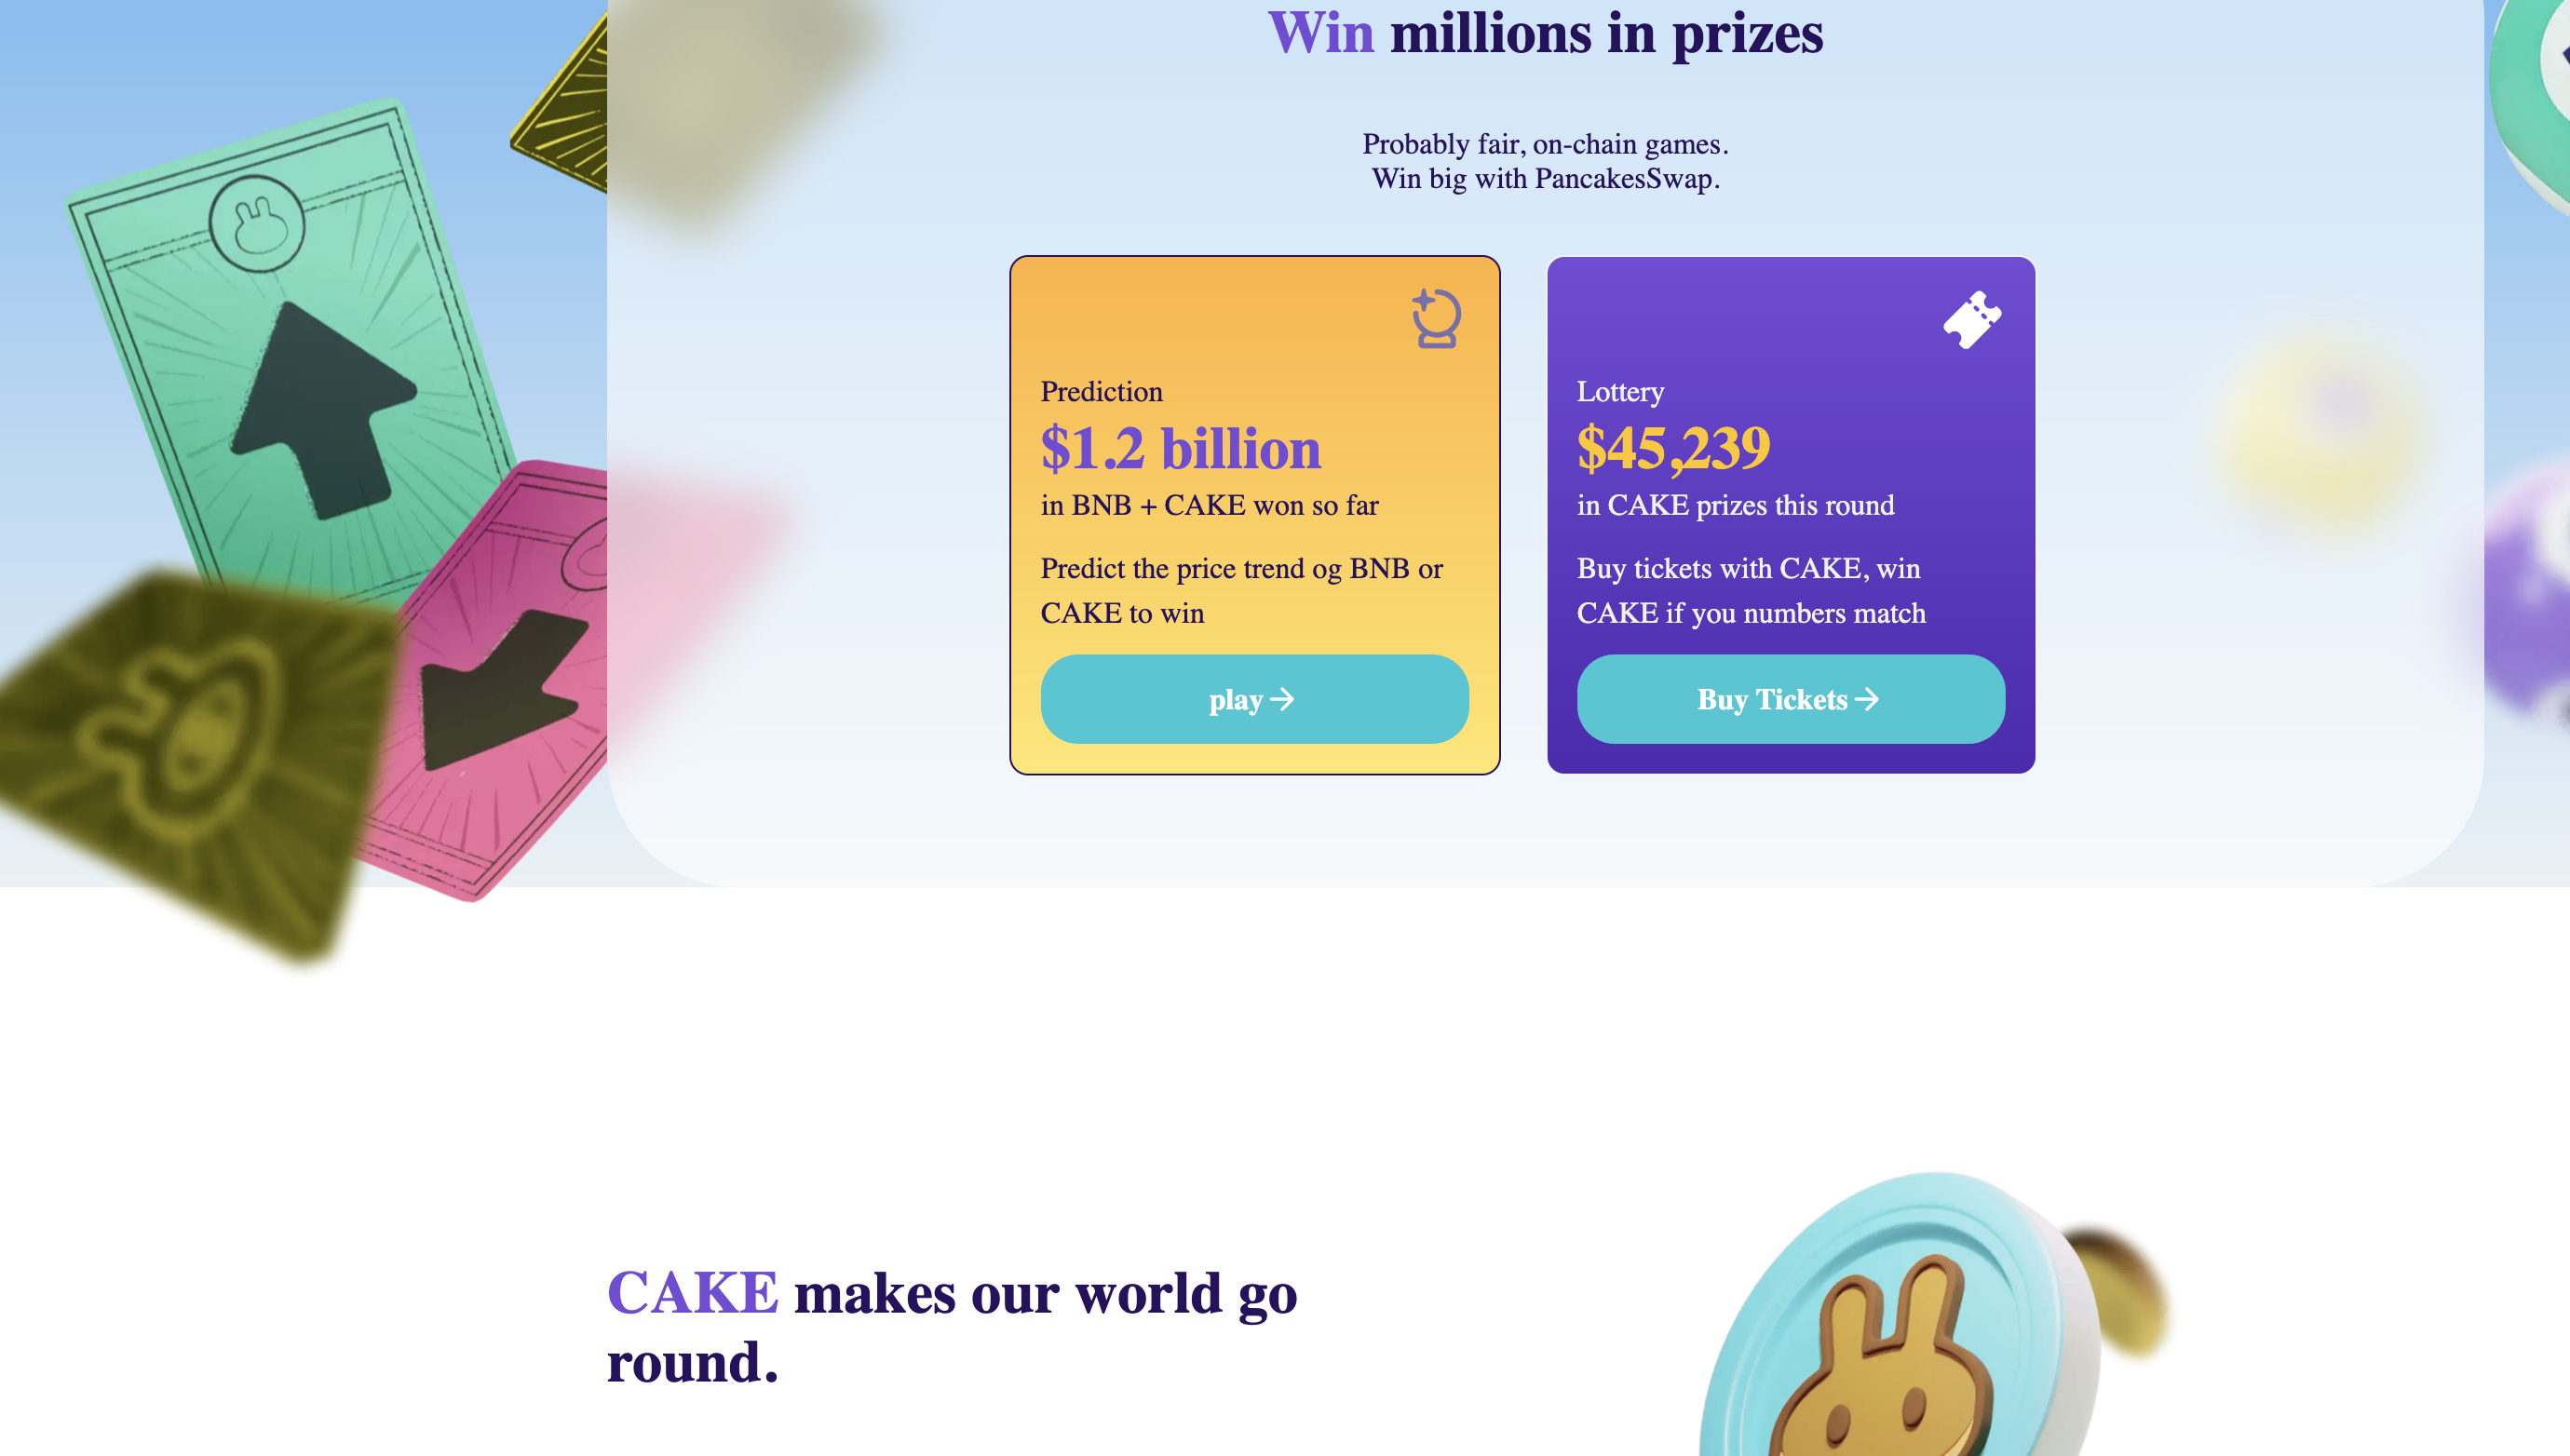 Win millions in prizes
Probably fair, on-chain games.
Win big with PancakesSwap.
Prediction
$1.2 billion
in BNB + CAKE won so far
Predict the price trend og BNB or
CAKE to win
play
Lottery
$45,239
in CAKE prizes this round
Buy tickets with CAKE, win
CAKE if you numbers match
Buy Tickets
CAKE makes our world go
round.